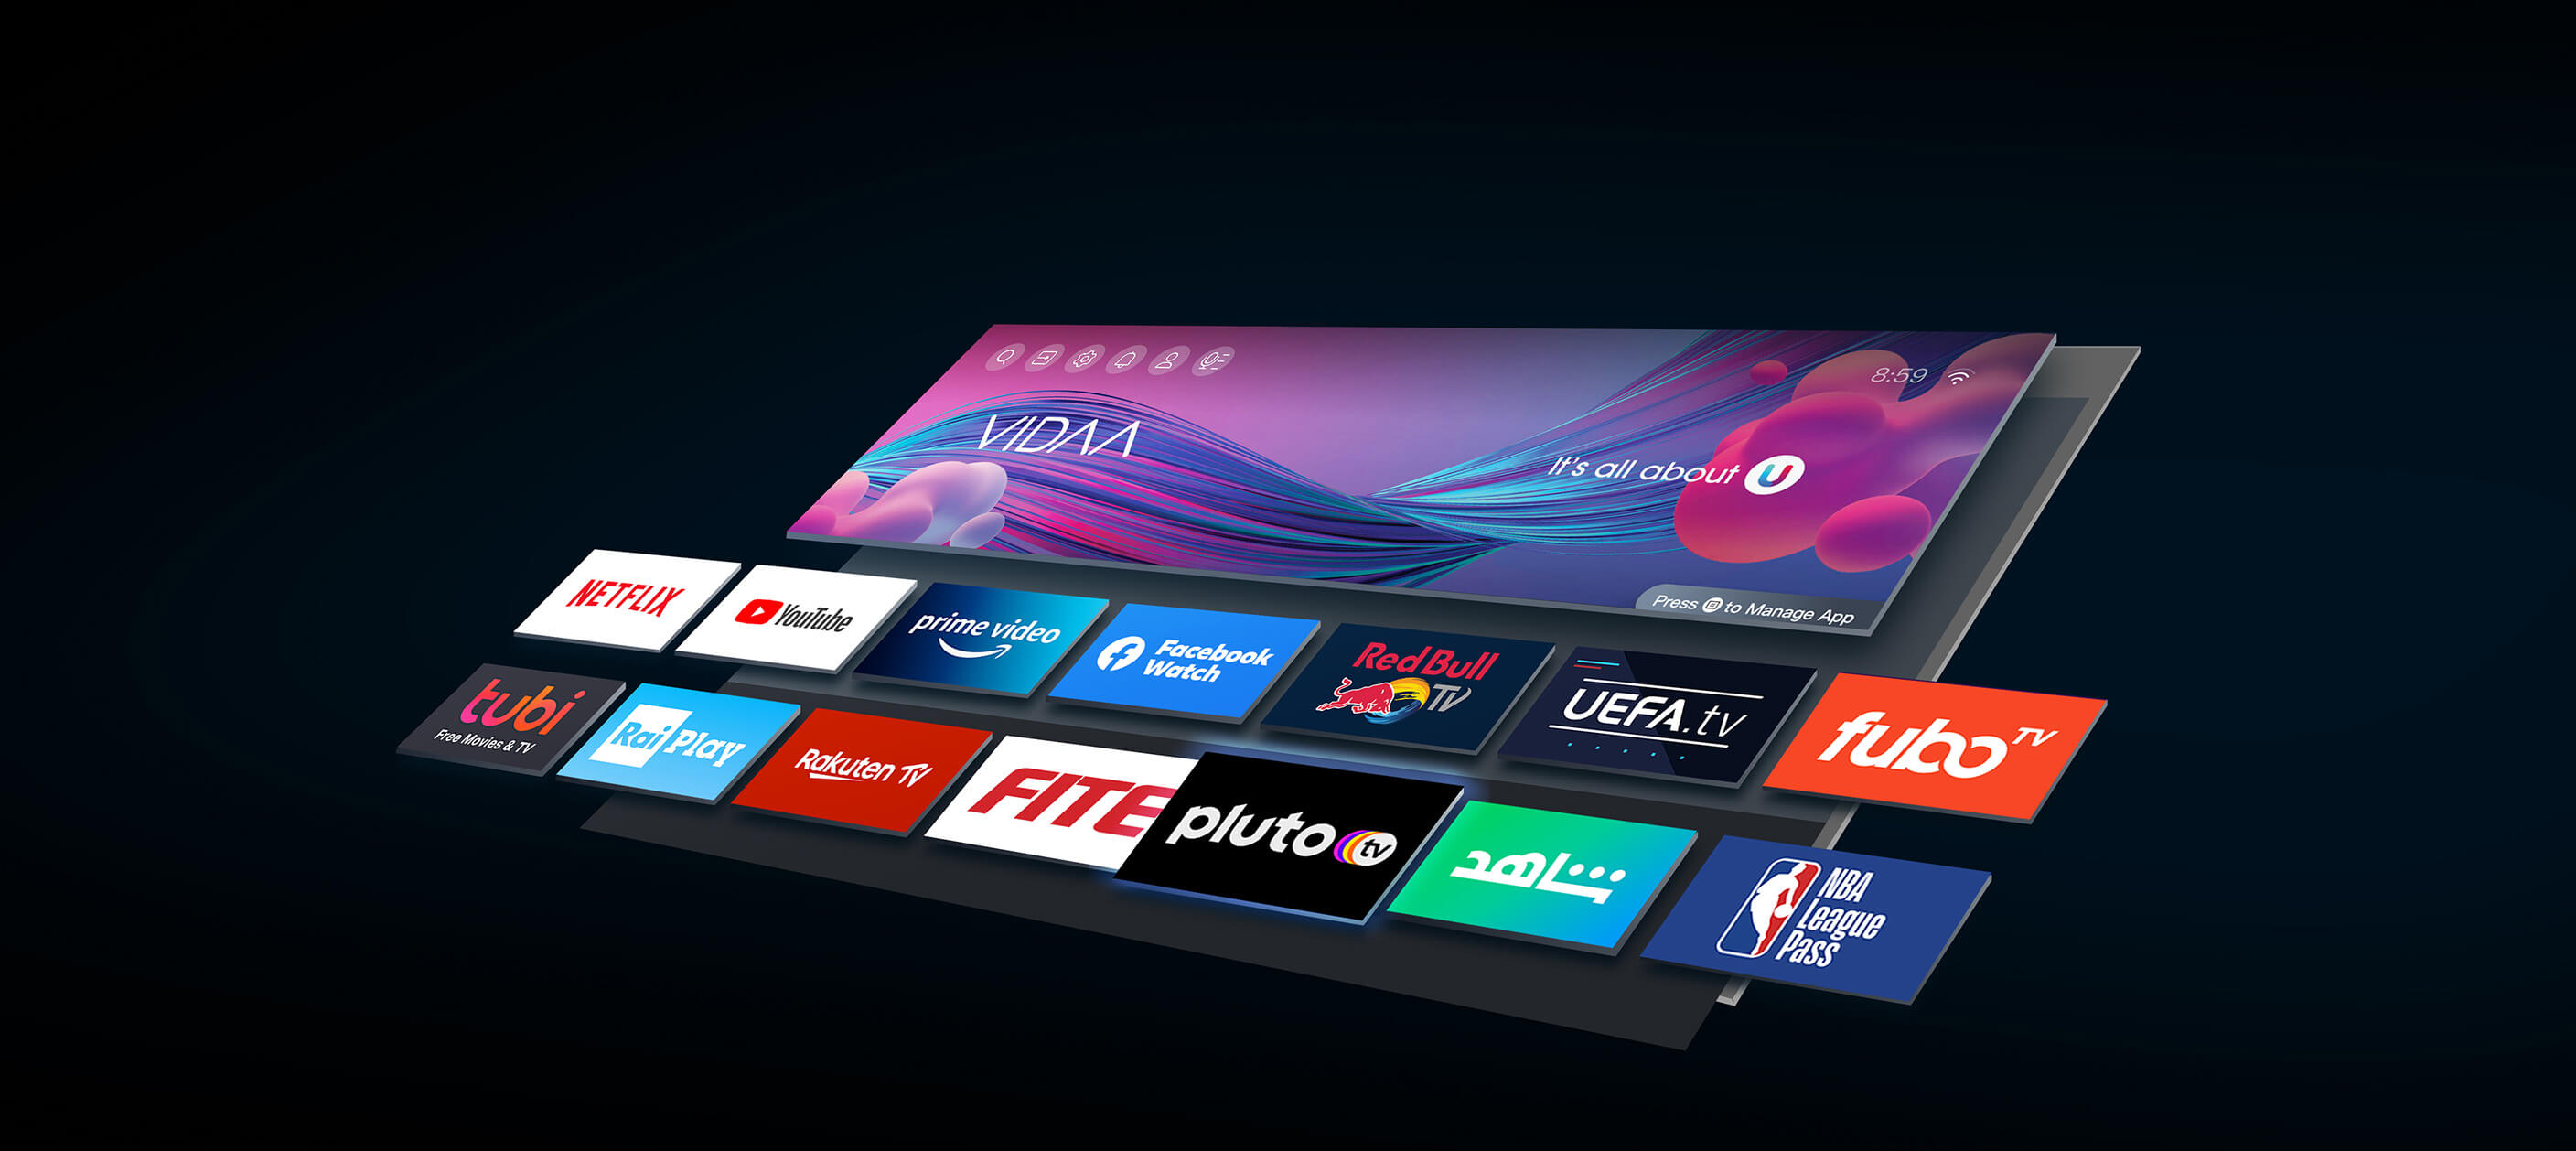 8:59
VIDAA
It's all about U
Press to Manage App
NETFLIX
YouTube
prime video
Facebook
Watch
Red Bull
TV
UEFA.tv
fubo TV
tubi
Free Movies & TV
Rai Play
Rakuten TV
FITE
pluto tv
شاهد
NBA
League
Pass